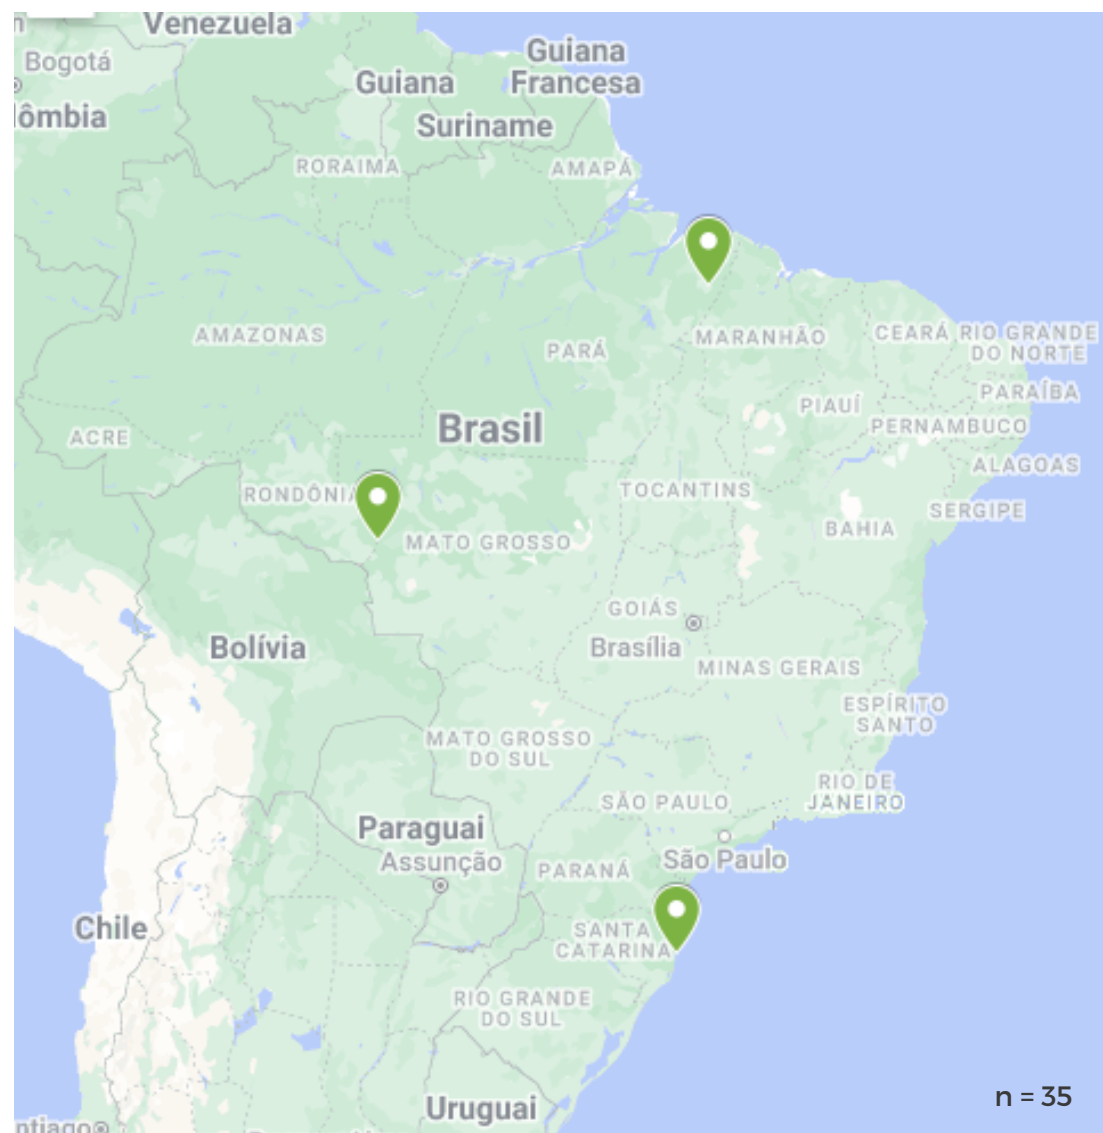 n
Venezuela
Bogotá
Guiana
Guiana
Francesa
lômbia
Suriname
RORAIMA
AMAPÁ
AMAZONAS
MARANHÃO
CEARÁ
RIO GRANDE
DO NORTE
PARÁ
PARAÍBA
PIAUÍ
Brasil
PERNAMBUCO
ACRE
ALAGOAS
RONDÔNIA
TOCANTINS
SERGIPE
BAHIA
MATO GROSSO
GOIÁS
Brasília
Bolívia
MINAS GERAIS
ESPÍRITO
SANTO
MATO GROSSO
DO SUL
RIO DE
JANEIRO
SÃO PAULO
Paraguai
Assunção
São Paulo
PARANÁ
Chile
SANTA
CATARINA
RIO GRANDE
DO SUL
n = 35
Uruguai
ntiago